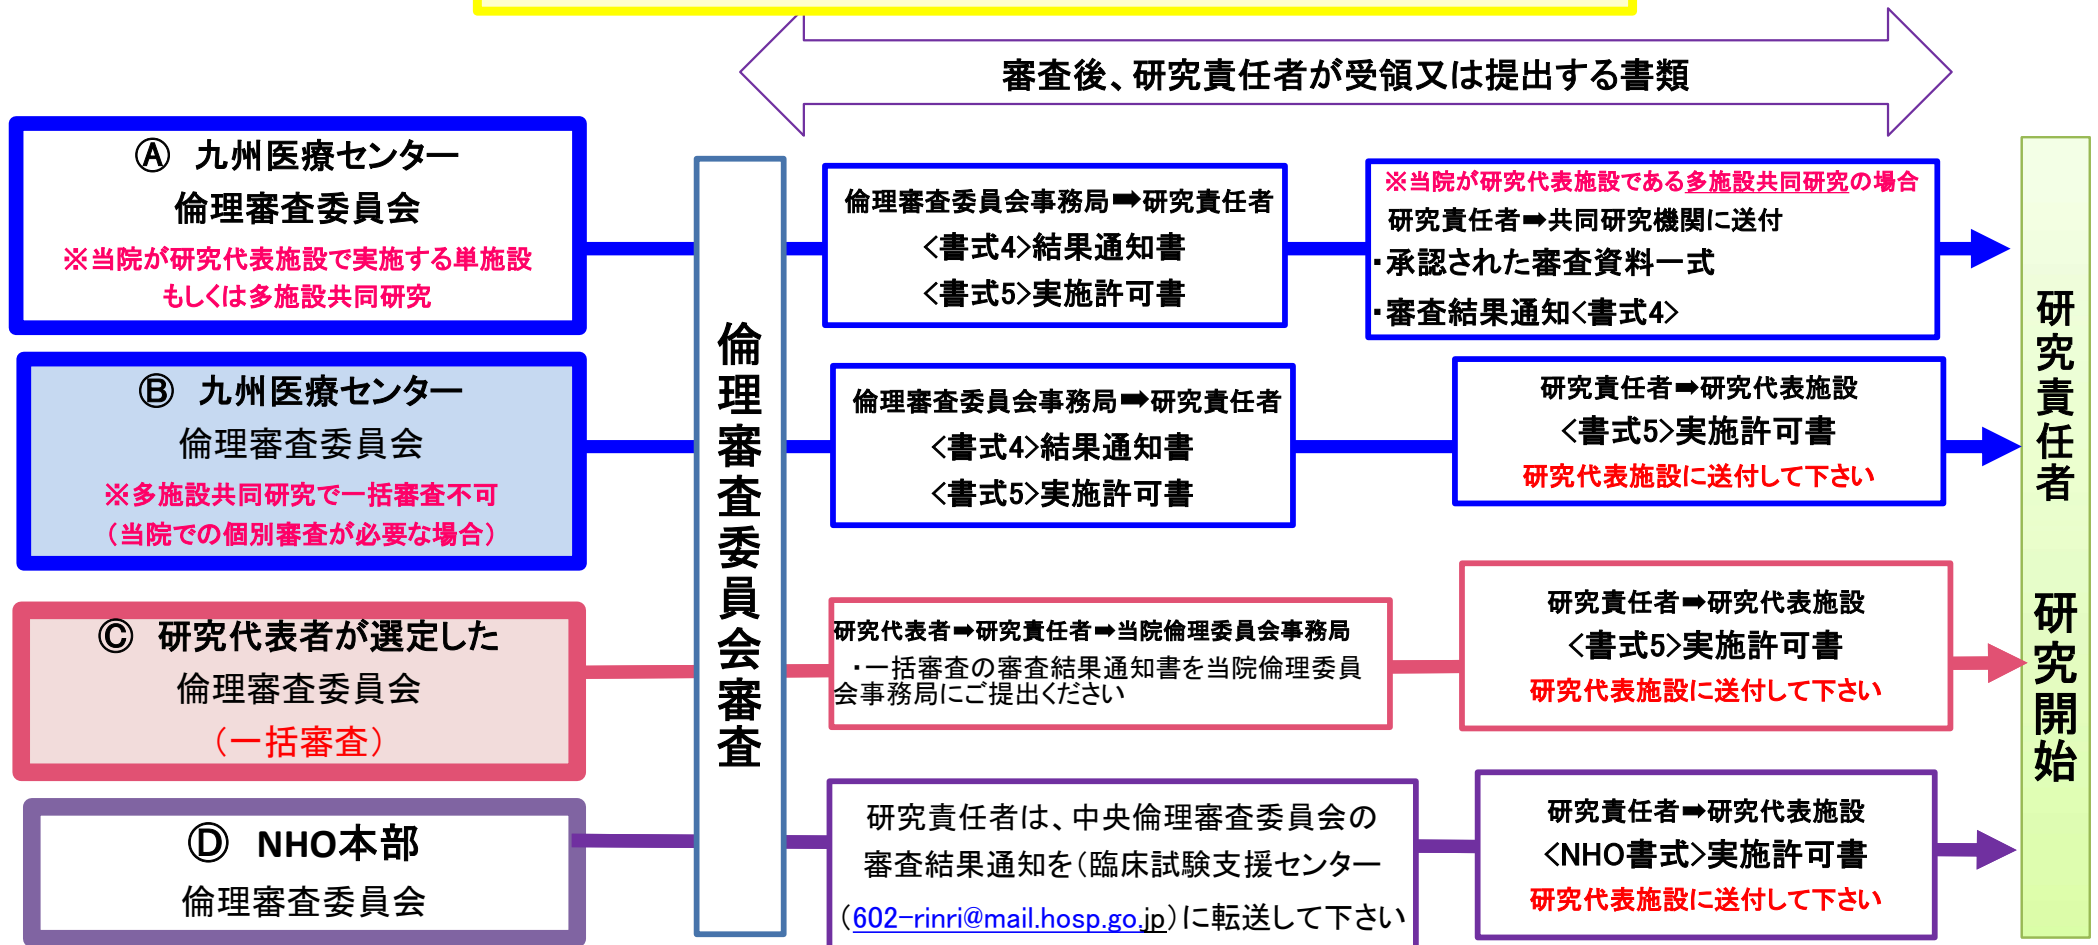 審査後、研究責任者が受領又は提出する書類
Ⓐ 九州医療センター
倫理審査委員会
※当院が研究代表施設で実施する単施設
もしくは多施設共同研究
倫理審査委員会審査
倫理審査委員会事務局➡研究責任者
<書式4>結果通知書
<書式5>実施許可書
※当院が研究代表施設である多施設共同研究の場合
研究責任者➡共同研究機関に送付
・承認された審査資料一式
・審査結果通知<書式4>
Ⓑ 九州医療センター
倫理審査委員会
※多施設共同研究で一括審査不可
（当院での個別審査が必要な場合）
倫理審査委員会事務局➡研究責任者
<書式4>結果通知書
<書式5>実施許可書
研究責任者➡研究代表施設
<書式5>実施許可書
研究代表施設に送付して下さい
Ⓒ 研究代表者が選定した
倫理審査委員会
（一括審査）
研究代表者➡研究責任者➡当院倫理委員会事務局
・一括審査の審査結果通知書を当院倫理委員
会事務局にご提出ください
研究責任者➡研究代表施設
<書式5>実施許可書
研究代表施設に送付して下さい
Ⓓ NHO本部
倫理審査委員会
研究責任者は、中央倫理審査委員会の
審査結果通知を（臨床試験支援センター
（602-rinri@mail.hosp.go.jp）に転送して下さい
研究責任者➡研究代表施設
<NHO書式>実施許可書
研究代表施設に送付して下さい
研究責任者 研究開始